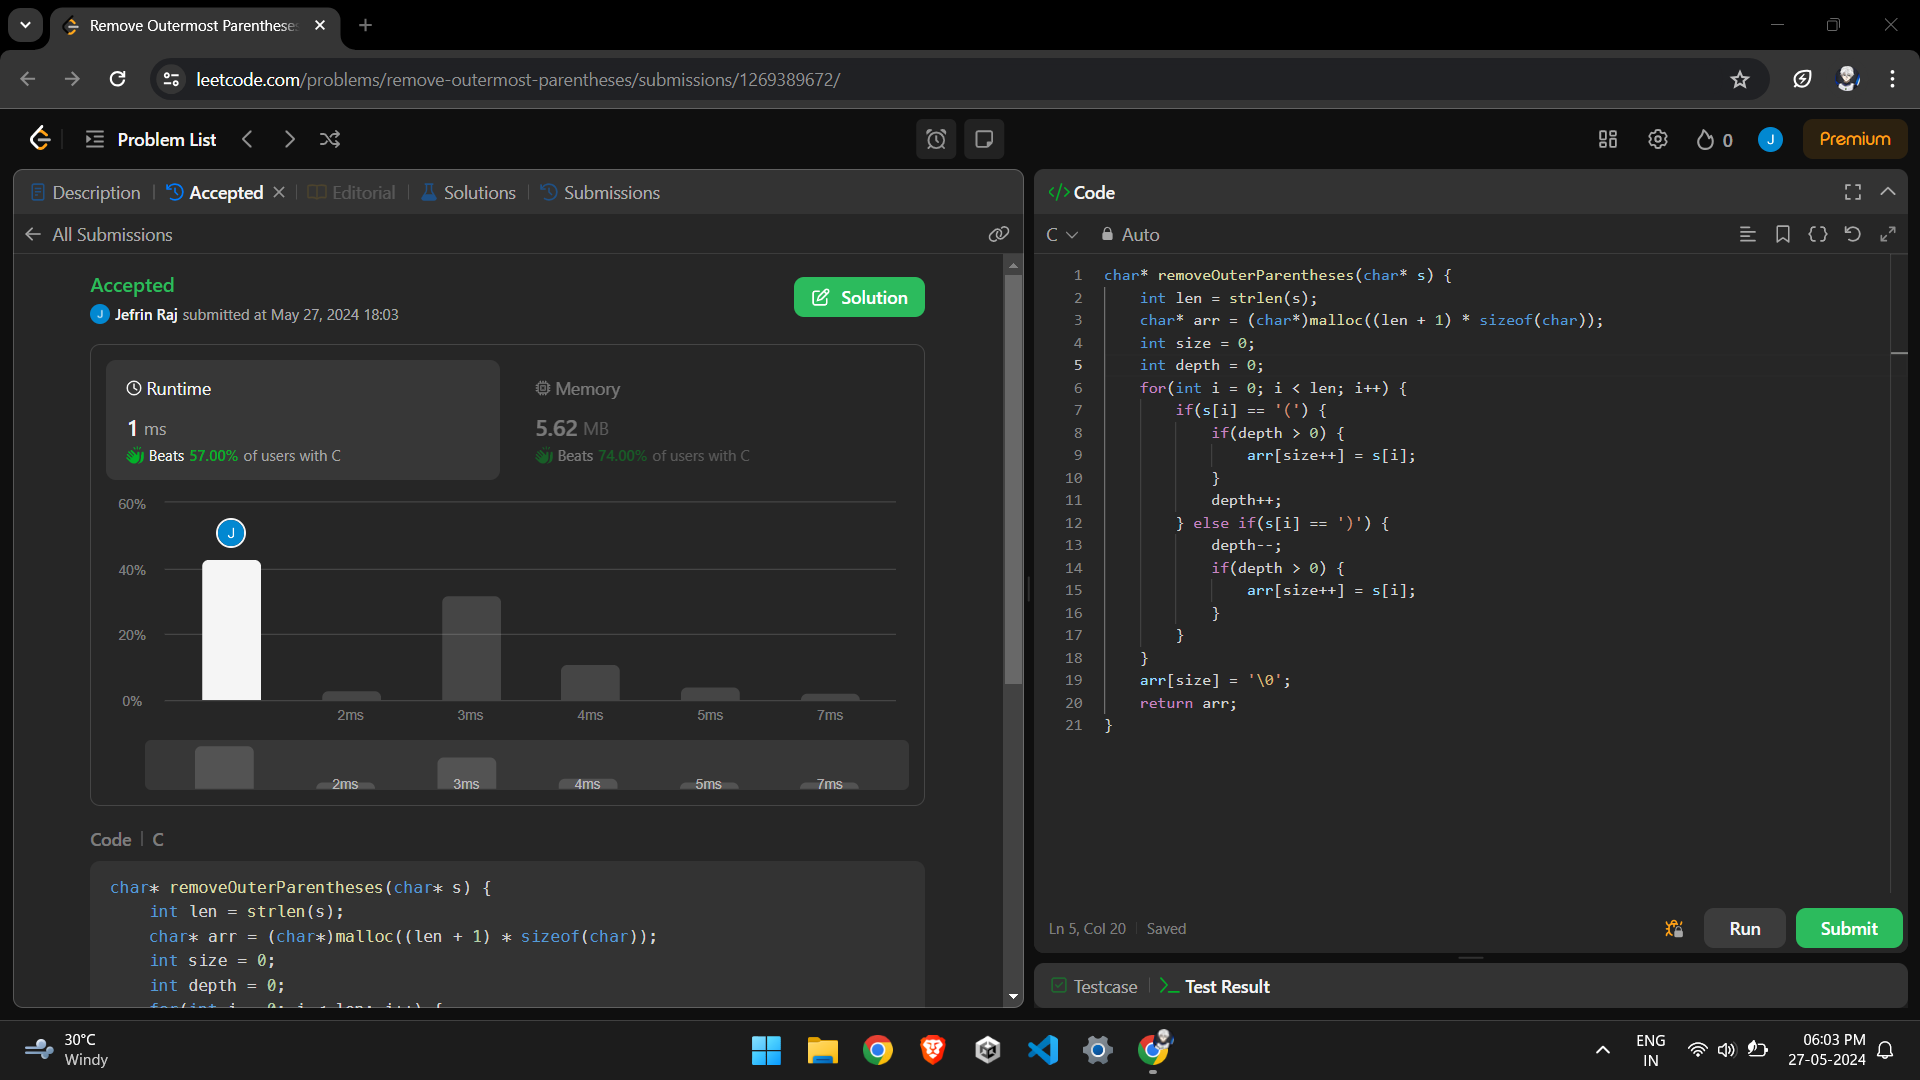 Remove Outermost Parentheses
leetcode.com/problems/remove-outermost-parentheses/submissions/1269389672/
Problem List
0
J
Premium
Description
Accepted
Editorial
Solutions
Submissions
All Submissions
Accepted
J Jefrin Raj submitted at May 27, 2024 18:03
Solution
Runtime
1 ms
Beats 57.00% of users with C
Memory
5.62 MB
Beats 74.00% of users with C
60%
J
40%
20%
0%
2ms 3ms 4ms 5ms 7ms
2ms 3ms 4ms 5ms 7ms
Code C
char* removeOuterParentheses(char* s) {
int len = strlen(s);
char* arr = (char*)malloc((len + 1) * sizeof(char));
int size = 0;
int depth = 0;
for(int i = 0; i < len; i++) {
</> Code
C Auto
1 char* removeOuterParentheses(char* s) {
2 int len = strlen(s);
3 char* arr = (char*)malloc((len + 1) * sizeof(char));
4 int size = 0;
5 int depth = 0;
6 for(int i = 0; i < len; i++) {
7 if(s[i] == '(') {
8 if(depth > 0) {
9 arr[size++] = s[i];
10 }
11 depth++;
12 } else if(s[i] == ')') {
13 depth--;
14 if(depth > 0) {
15 arr[size++] = s[i];
16 }
17 }
18 }
19 arr[size] = '\0';
20 return arr;
21 }
Ln 5, Col 20 Saved
Run
Submit
Testcase
Test Result
30°C
Windy
ENG
IN
06:03 PM
27-05-2024